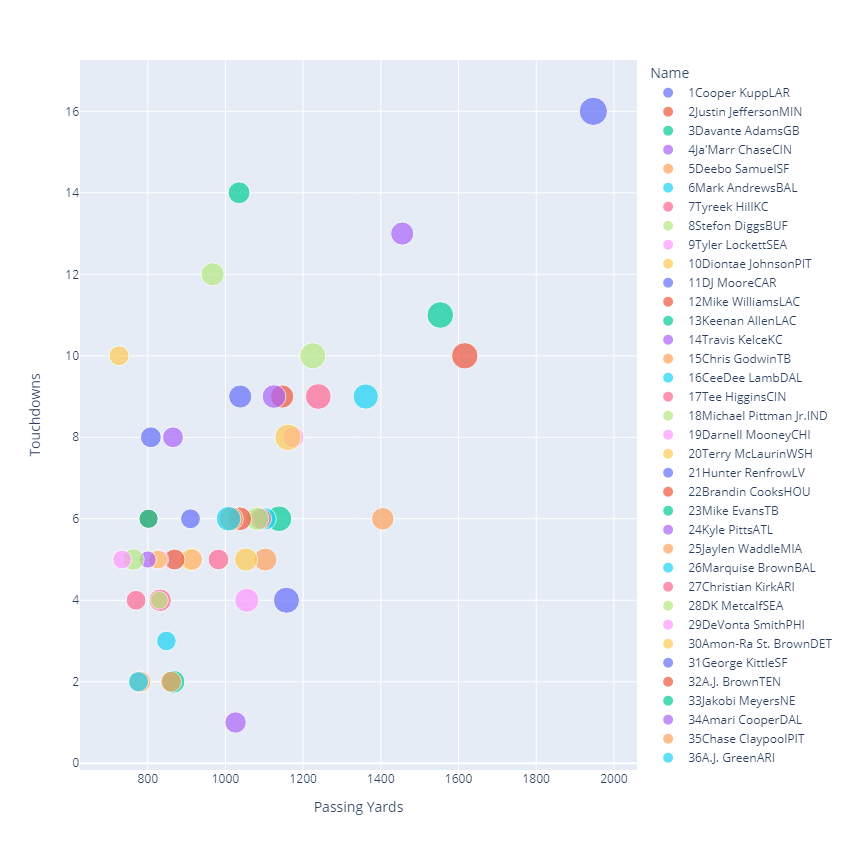 16
14
12
10
8
6
4
2
0
Touchdowns
800 1000 1200 1400 1600 1800 2000
Passing Yards
Name
1Cooper KuppLAR
2Justin JeffersonMIN
3Davante AdamsGB
4Ja'Marr ChaseCIN
5Deebo SamuelSF
6Mark AndrewsBAL
7Tyreek HillKC
8Stefon DiggsBUF
9Tyler LockettSEA
10Diontae JohnsonPIT
11DJ MooreCAR
12Mike WilliamsLAC
13Keenan AllenLAC
14Travis KelceKC
15Chris GodwinTB
16CeeDee LambDAL
17Tee HigginsCIN
18Michael Pittman Jr.IND
19Darnell MooneyCHI
20Terry McLaurinWSH
21Hunter RenfrowLV
22Brandin CooksHOU
23Mike EvansTB
24Kyle PittsATL
25Jaylen WaddleMIA
26Marquise BrownBAL
27Christian KirkARI
28DK MetcalfSEA
29DeVonta SmithPHI
30Amon-Ra St. BrownDET
31George KittleSF
32A.J. BrownTEN
33Jakobi MeyersNE
34Amari CooperDAL
35Chase ClaypoolPIT
36A.J. GreenARI